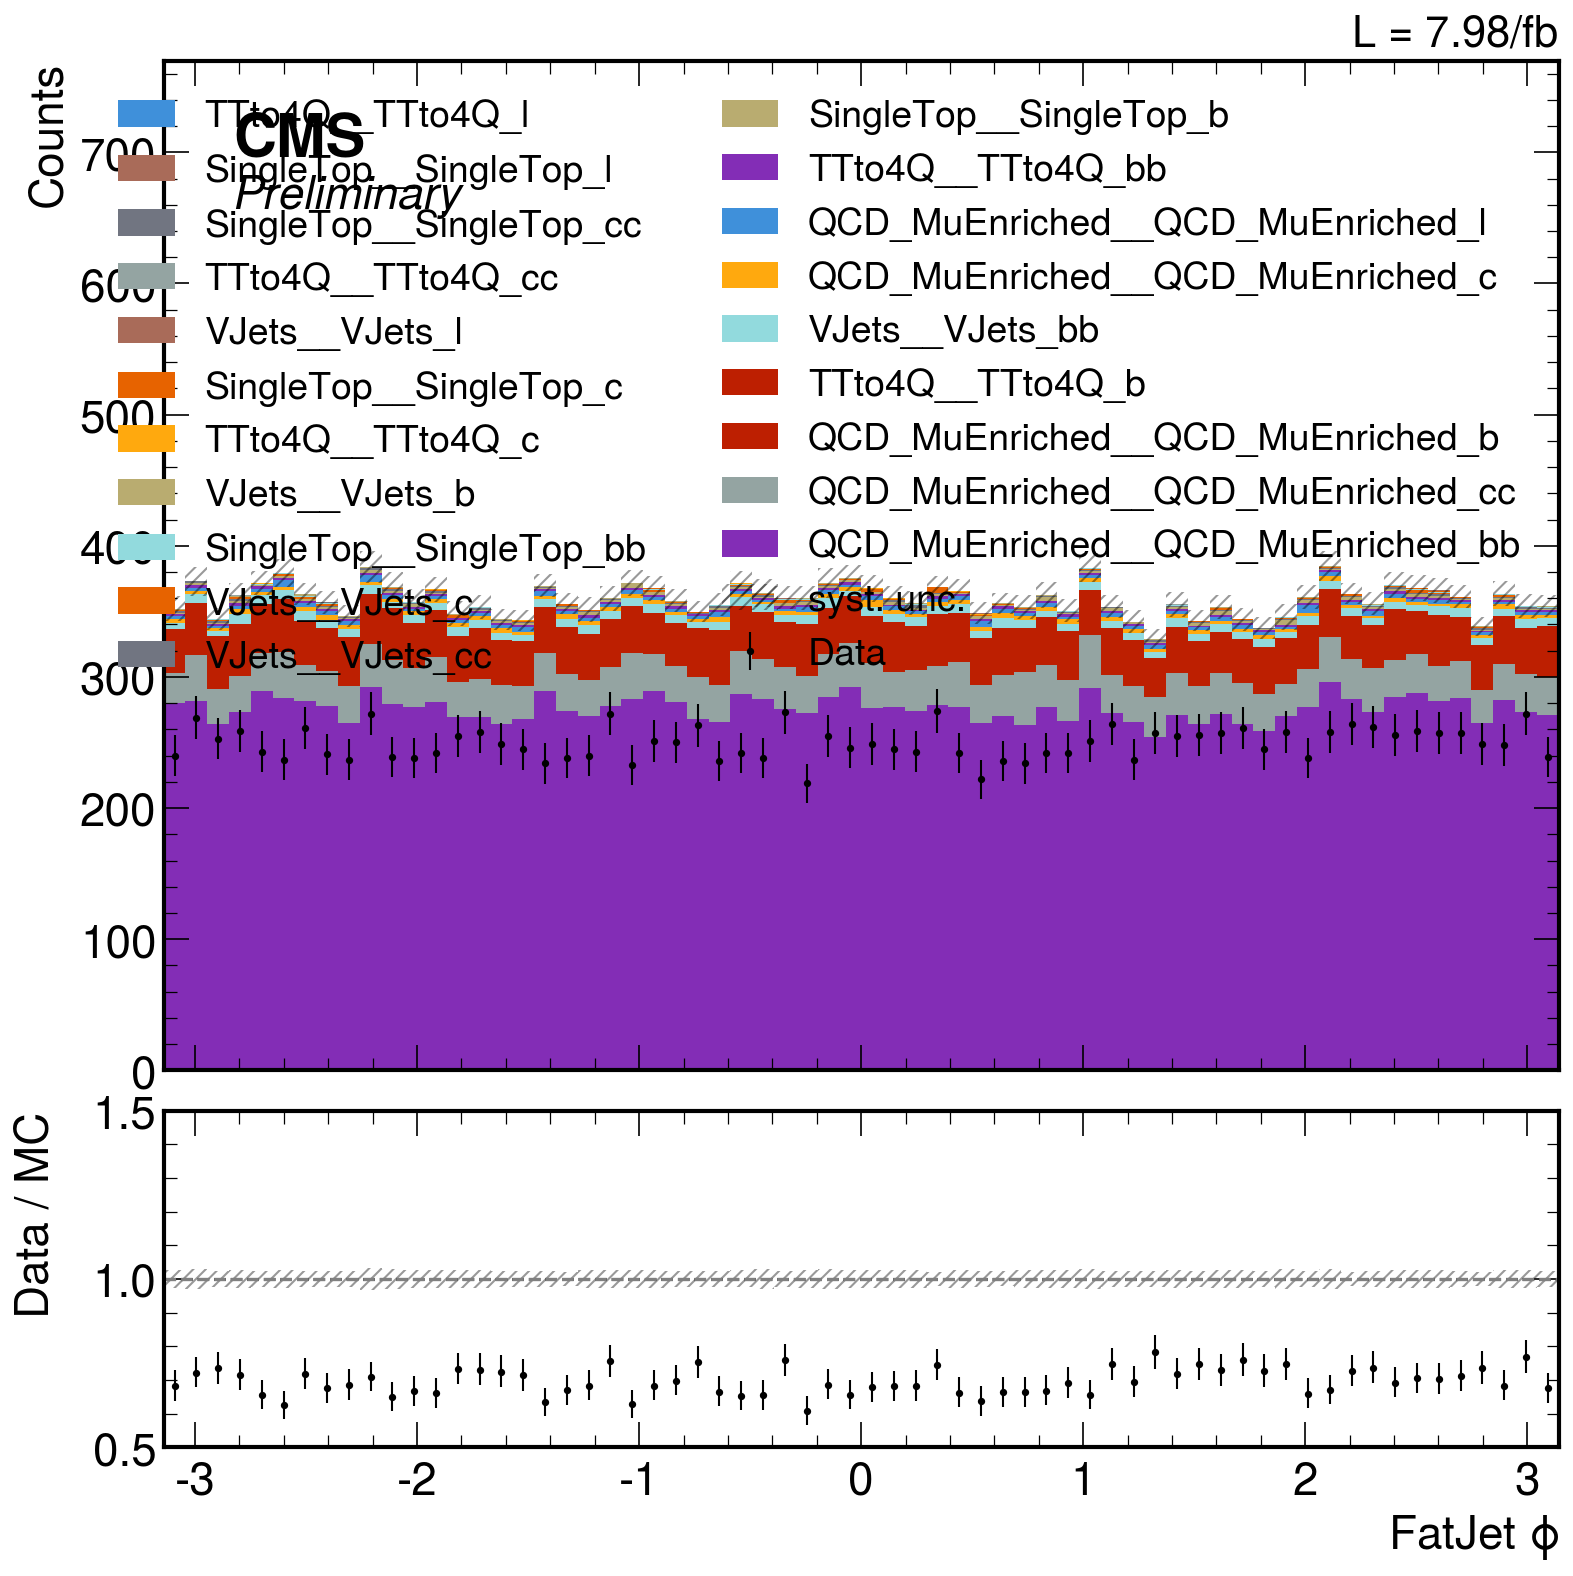 L = 7.98/fb
Counts
CMS
Preliminary
TTto4Q__TTto4Q_l
SingleTop__SingleTop_l
SingleTop__SingleTop_cc
TTto4Q__TTto4Q_cc
VJets__VJets_l
SingleTop__SingleTop_c
TTto4Q__TTto4Q_c
VJets__VJets_b
SingleTop__SingleTop_bb
VJets__VJets_c
VJets__VJets_cc
SingleTop__SingleTop_b
TTto4Q__TTto4Q_bb
QCD_MuEnriched__QCD_MuEnriched_l
QCD_MuEnriched__QCD_MuEnriched_c
VJets__VJets_bb
TTto4Q__TTto4Q_b
QCD_MuEnriched__QCD_MuEnriched_b
QCD_MuEnriched__QCD_MuEnriched_cc
QCD_MuEnriched__QCD_MuEnriched_bb
syst. unc.
Data
700
600
500
400
300
200
100
0
Data / MC
1.5
1.0
0.5
-3 -2 -1 0 1 2 3
FatJet ϕ